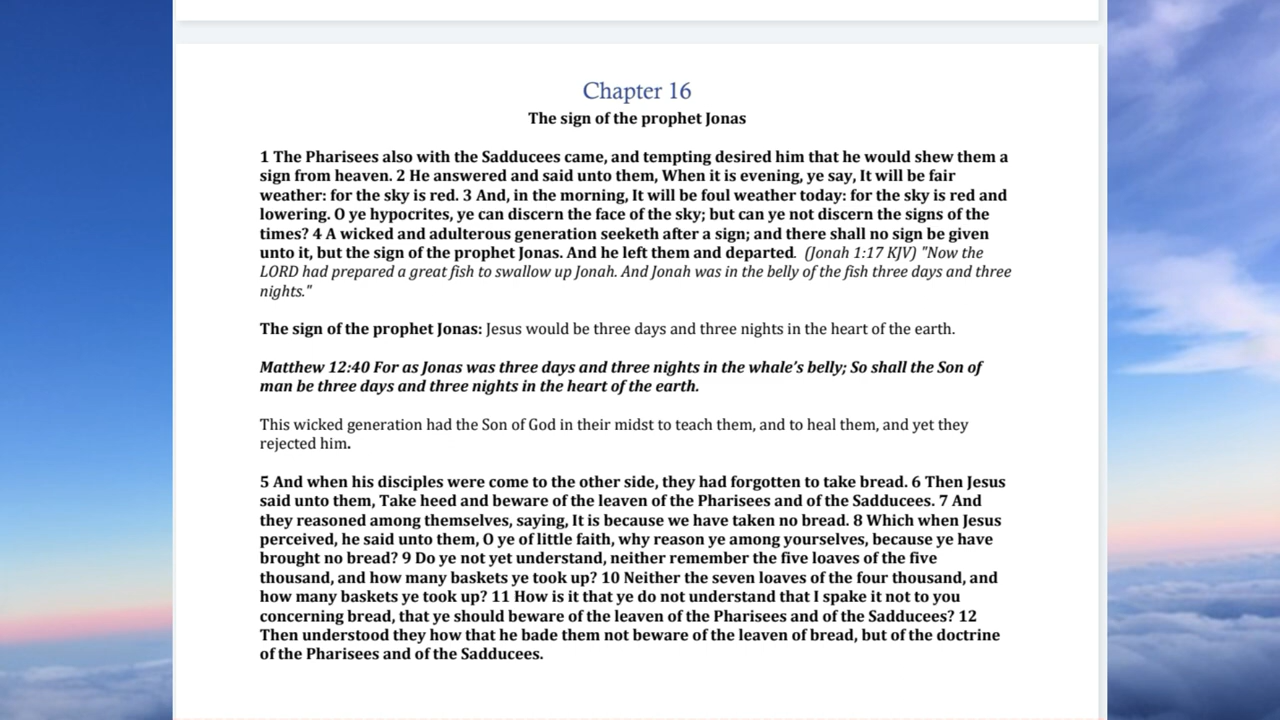 Chapter 16
The sign of the prophet Jonas
1 The Pharisees also with the Sadducees came, and tempting desired him that he would shew them a
sign from heaven. 2 He answered and said unto them, When it is evening, ye say, It will be fair
weather: for the sky is red. 3 And, in the morning, It will be foul weather today: for the sky is red and
lowering. O ye hypocrites, ye can discern the face of the sky; but can ye not discern the signs of the
times? 4 A wicked and adulterous generation seeketh after a sign; and there shall no sign be given
unto it, but the sign of the prophet Jonas. And he left them and departed. (Jonah 1:17 KJV) "Now the
LORD had prepared a great fish to swallow up Jonah. And Jonah was in the belly of the fish three days and three
nights."
The sign of the prophet Jonas: Jesus would be three days and three nights in the heart of the earth.
Matthew 12:40 For as Jonas was three days and three nights in the whale’s belly; So shall the Son of
man be three days and three nights in the heart of the earth.
This wicked generation had the Son of God in their midst to teach them, and to heal them, and yet they
rejected him.
5 And when his disciples were come to the other side, they had forgotten to take bread. 6 Then Jesus
said unto them, Take heed and beware of the leaven of the Pharisees and of the Sadducees. 7 And
they reasoned among themselves, saying, It is because we have taken no bread. 8 Which when Jesus
perceived, he said unto them, O ye of little faith, why reason ye among yourselves, because ye have
brought no bread? 9 Do ye not yet understand, neither remember the five loaves of the five
thousand, and how many baskets ye took up? 10 Neither the seven loaves of the four thousand, and
how many baskets ye took up? 11 How is it that ye do not understand that I spake it not to you
concerning bread, that ye should beware of the leaven of the Pharisees and of the Sadducees? 12
Then understood they how that he bade them not beware of the leaven of bread, but of the doctrine
of the Pharisees and of the Sadducees.